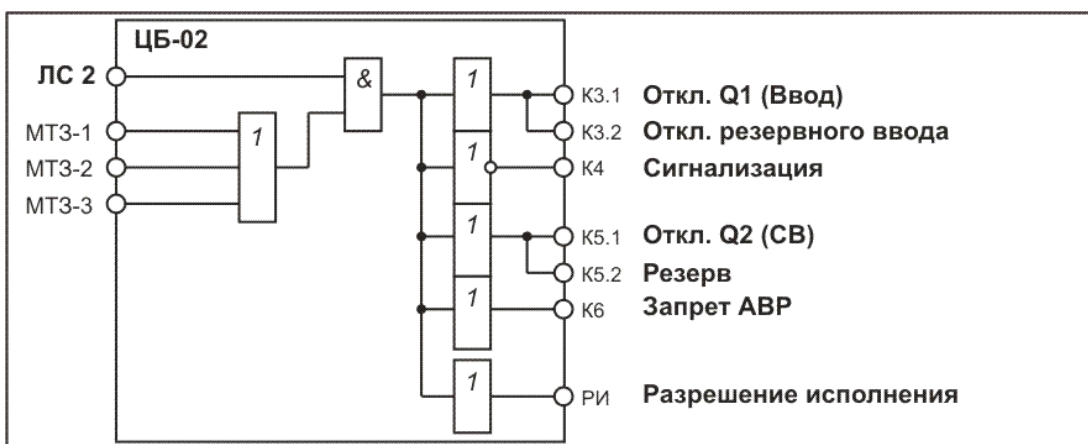 ЦБ-02
ЛС 2
&
МТЗ-1
МТЗ-2
МТЗ-3
1
1
1
1
1
1
К3.1 Откл. Q1 (Ввод)
К3.2 Откл. резервного ввода
К4 Сигнализация
К5.1 Откл. Q2 (СВ)
К5.2 Резерв
К6 Запрет АВР
РИ Разрешение исполнения